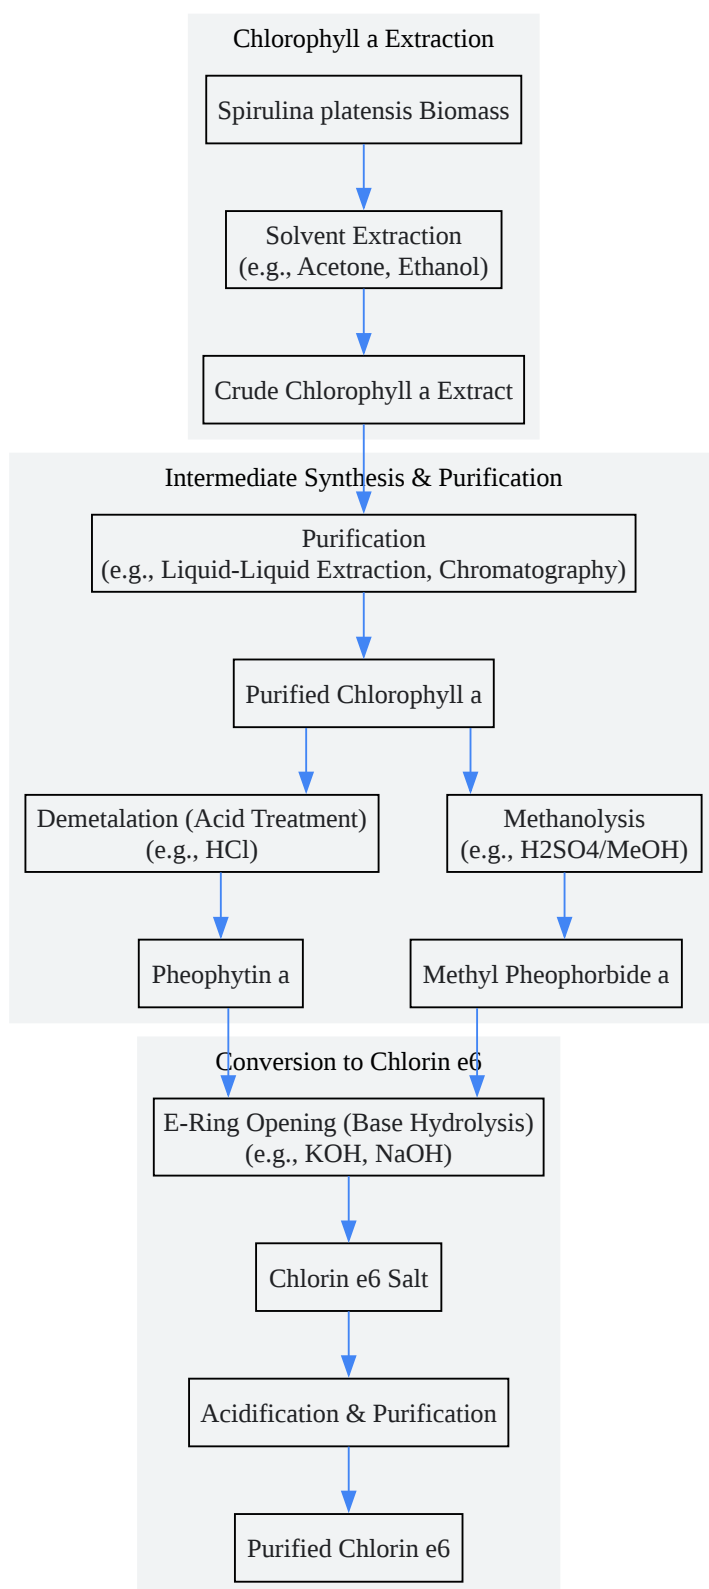 Chlorophyll a Extraction
Spirulina platensis Biomass
Solvent Extraction
(e.g., Acetone, Ethanol)
Crude Chlorophyll a Extract
Intermediate Synthesis & Purification
Purification
(e.g., Liquid-Liquid Extraction, Chromatography)
Purified Chlorophyll a
Demetalation (Acid Treatment)
(e.g., HCl)
Methanolysis
(e.g., H2SO4/MeOH)
Pheophytin a
Methyl Pheophorbide a
Conversion to Chlorin e6
E-Ring Opening (Base Hydrolysis)
(e.g., KOH, NaOH)
Chlorin e6 Salt
Acidification & Purification
Purified Chlorin e6